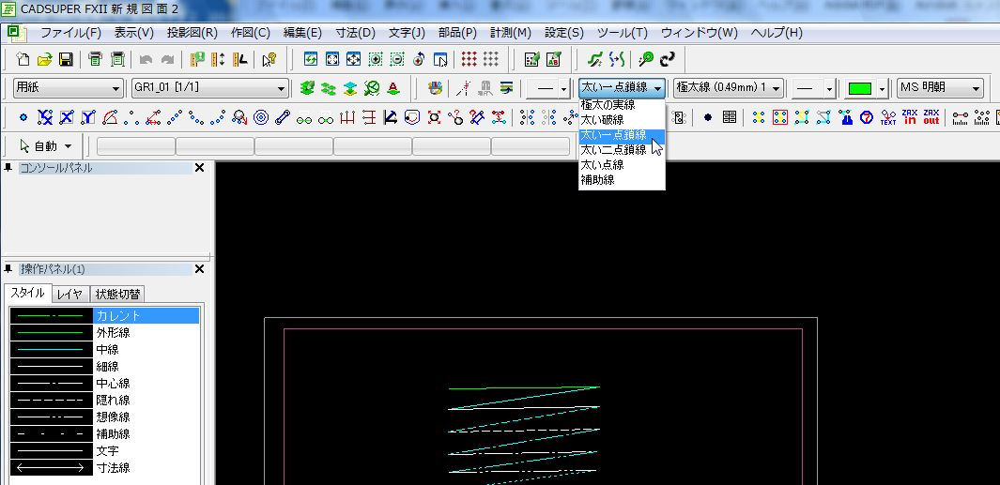 CADSUPER FXII 新 規 図 面 2
ファイル(F) 表示(V) 投影図(R) 作図(C) 編集(E) 寸法(D) 文字(J) 部品(P) 計測(M) 設定(S) ツール(T) ウィンドウ(W) ヘルプ(H)
用紙 GR1_01 [1/1] 太い一点鎖線 極太線 (0.49mm) 1 MS 明朝
極太の実線
太い破線
太い一点鎖線
太い二点鎖線
太い点線
補助線
TEXT ZAX in ZAX out
自動
コンソールパネル
操作パネル(1)
スタイル レイヤ 状態切替
カレント
外形線
中線
細線
中心線
隠れ線
想像線
補助線
文字
寸法線